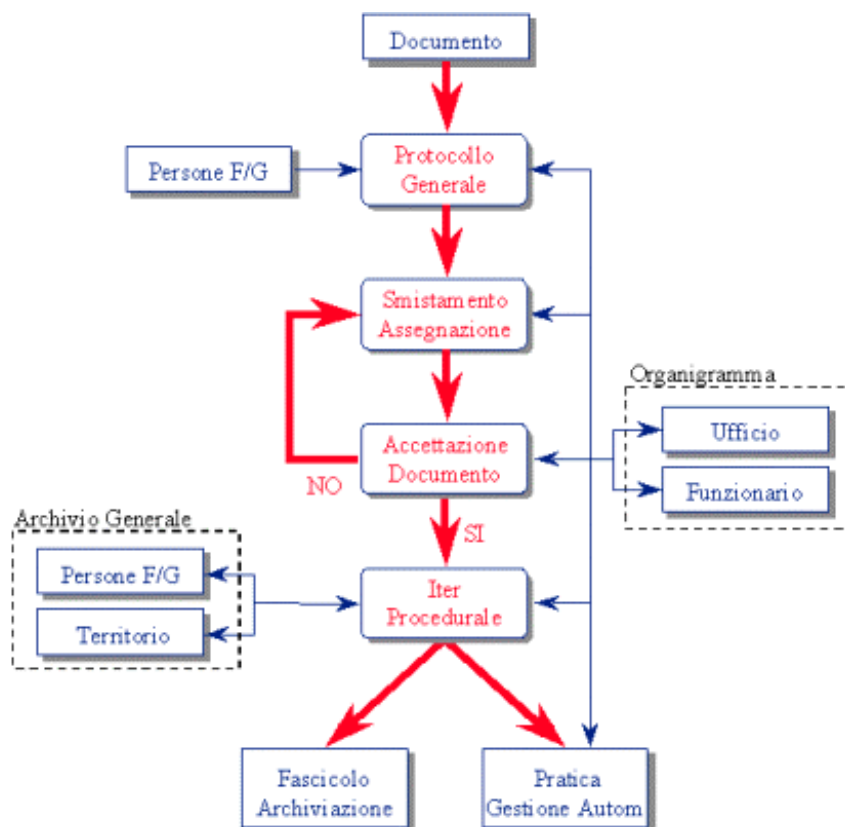 Documento
Persone F/G
Protocollo
Generale
Smistamento
Assegnazione
Organigramma
Ufficio
Accettazione
Documento
NO
Funzionario
SI
Archivio Generale
Persone F/G
Iter
Procedurale
Territorio
Fascicolo
Archiviazione
Pratica
Gestione Autom